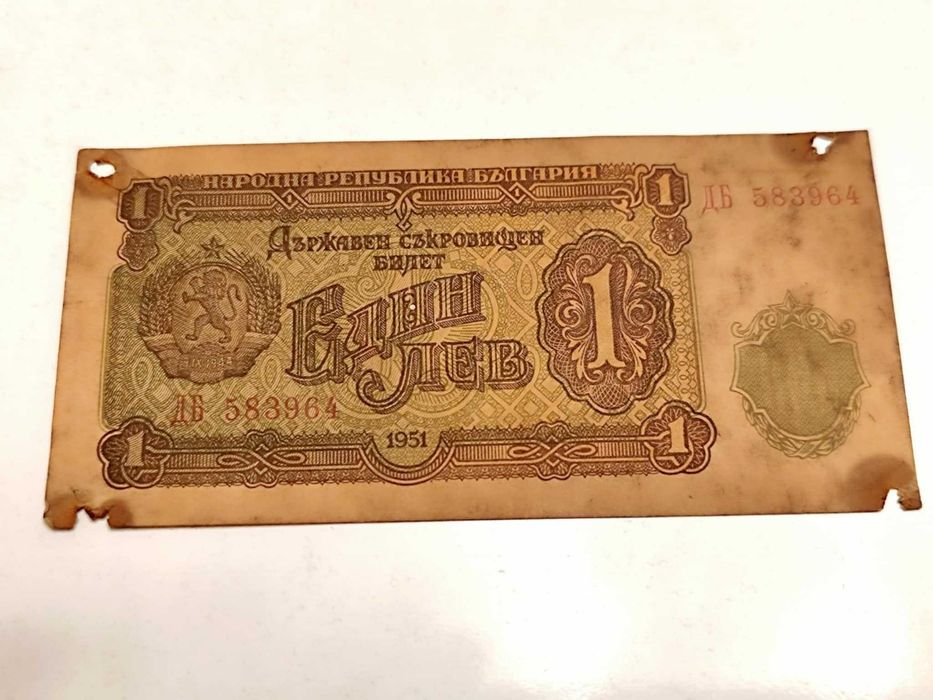 НАРОДНА РЕПУБЛИКА БЪЛГАРИЯ
1
1
ДБ 583964
ДЪРЖАВЕН СЪКРОВИЩЕН
БИЛЕТ
ЕДИН
ЛЕВ
1
ДБ 583964
1
1951
1